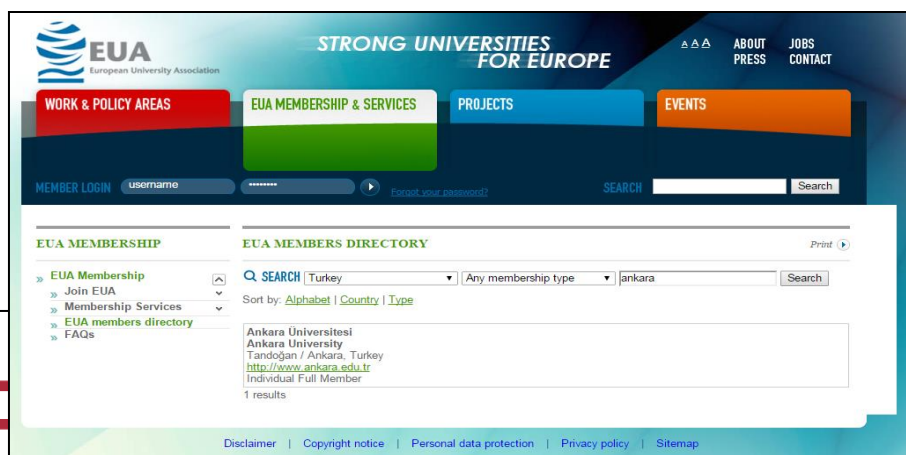 EUA
European University Association
STRONG UNIVERSITIES
FOR EUROPE
A A A
ABOUT JOBS
PRESS CONTACT
WORK & POLICY AREAS
EUA MEMBERSHIP & SERVICES
PROJECTS
EVENTS
MEMBER LOGIN username ******** Forgot your password? SEARCH Search
EUA MEMBERSHIP
» EUA Membership
» Join EUA
» Membership Services
» EUA members directory
» FAQs
EUA MEMBERS DIRECTORY Print
SEARCH Turkey Any membership type ankara Search
Sort by: Alphabet | Country | Type
Ankara Üniversitesi
Ankara University
Tandoğan / Ankara, Turkey
http://www.ankara.edu.tr
Individual Full Member
1 results
Disclaimer | Copyright notice | Personal data protection | Privacy policy | Sitemap